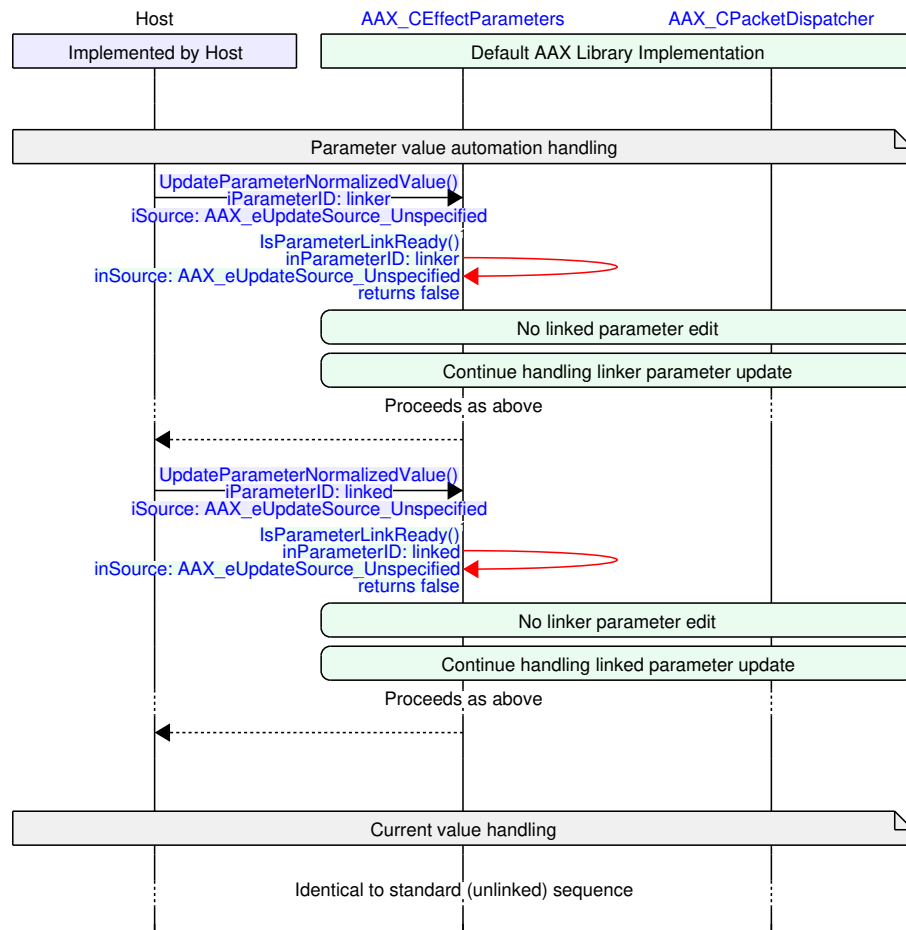 Host
AAX_CEffectParameters
AAX_CPacketDispatcher
Implemented by Host
Default AAX Library Implementation
Parameter value automation handling
UpdateParameterNormalizedValue()
iParameterID: linker
iSource: AAX_eUpdateSource_Unspecified
IsParameterLinkReady()
inParameterID: linker
inSource: AAX_eUpdateSource_Unspecified
returns false
No linked parameter edit
Continue handling linker parameter update
Proceeds as above
UpdateParameterNormalizedValue()
iParameterID: linked
iSource: AAX_eUpdateSource_Unspecified
IsParameterLinkReady()
inParameterID: linked
inSource: AAX_eUpdateSource_Unspecified
returns false
No linker parameter edit
Continue handling linked parameter update
Proceeds as above
Current value handling
Identical to standard (unlinked) sequence